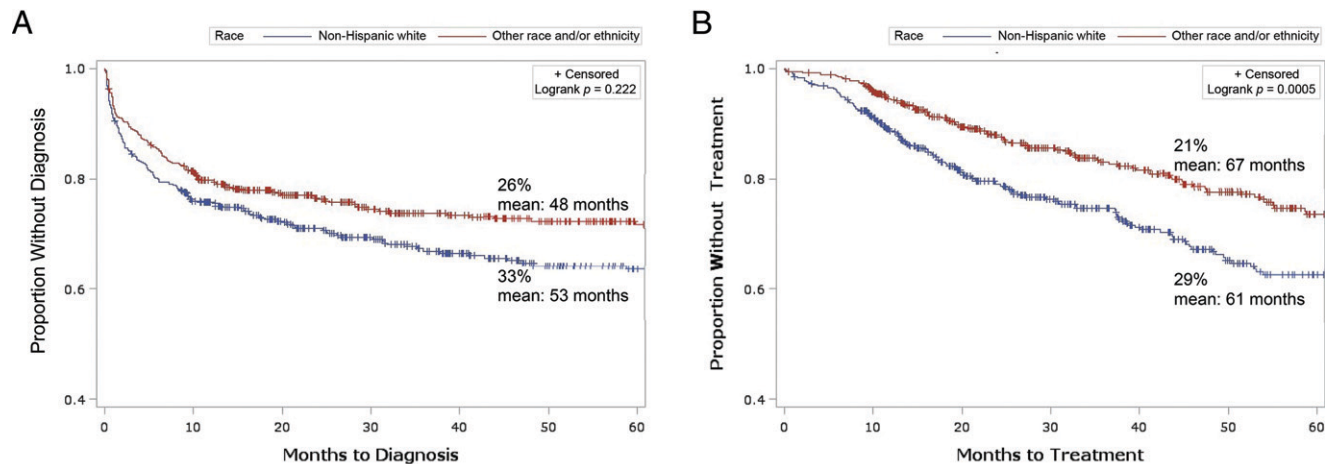 A
Race Non-Hispanic white Other race and/or ethnicity
+ Censored
Logrank p = 0.222
Proportion Without Diagnosis
1.0
0.8
0.6
0.4
26%
mean: 48 months
33%
mean: 53 months
0 10 20 30 40 50 60
Months to Diagnosis
B
Race Non-Hispanic white Other race and/or ethnicity
+ Censored
Logrank p = 0.0005
Proportion Without Treatment
1.0
0.8
0.6
0.4
21%
mean: 67 months
29%
mean: 61 months
0 10 20 30 40 50 60
Months to Treatment